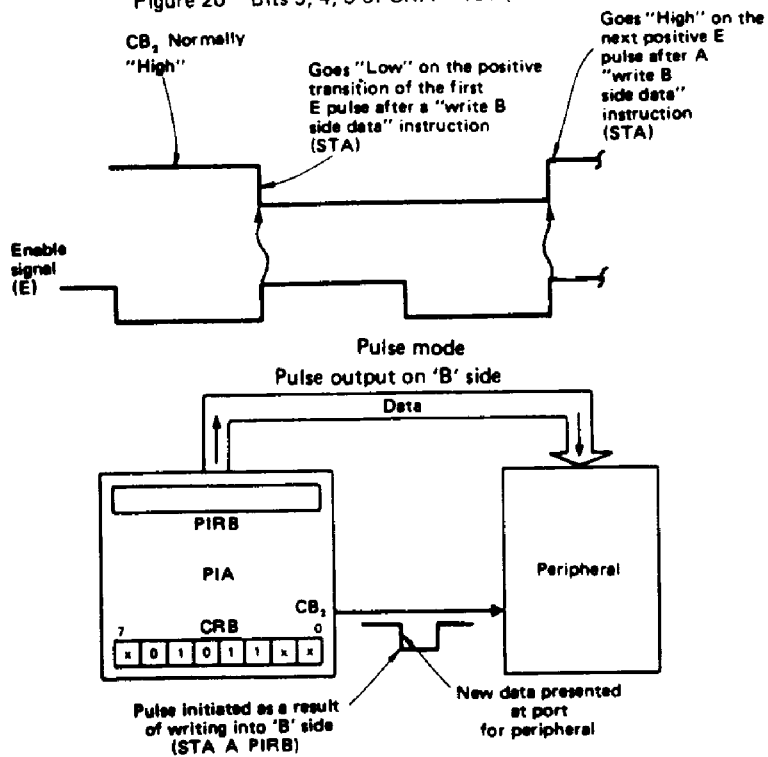 CB₂ Normally
"High"
Goes "Low" on the positive
transition of the first
E pulse after a "write B
side data" instruction
(STA)
Goes "High" on the
next positive E
pulse after A
"write B
side data"
instruction
(STA)
Enable
signal
(E)
Pulse mode
Pulse output on 'B' side
Data
PIRB
PIA
CB₂
CRB
7 0
x 0 1 0 1 1 x x
Peripheral
Pulse initiated as a result
of writing into 'B' side
(STA A PIRB)
New data presented
at port
for peripheral